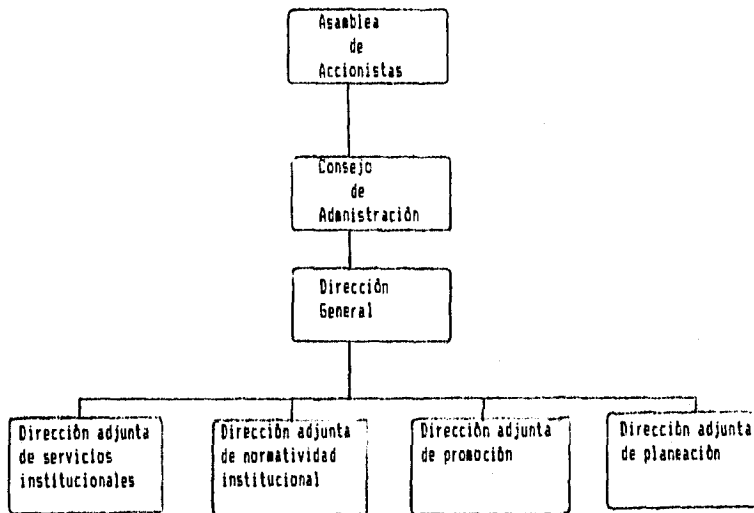 Asamblea
de
Accionistas
Consejo
de
Admnistración
Dirección
General
Dirección adjunta
de servicios
institucionales
Dirección adjunta
de normatividad
institucional
Dirección adjunta
de promoción
Dirección adjunta
de planeación